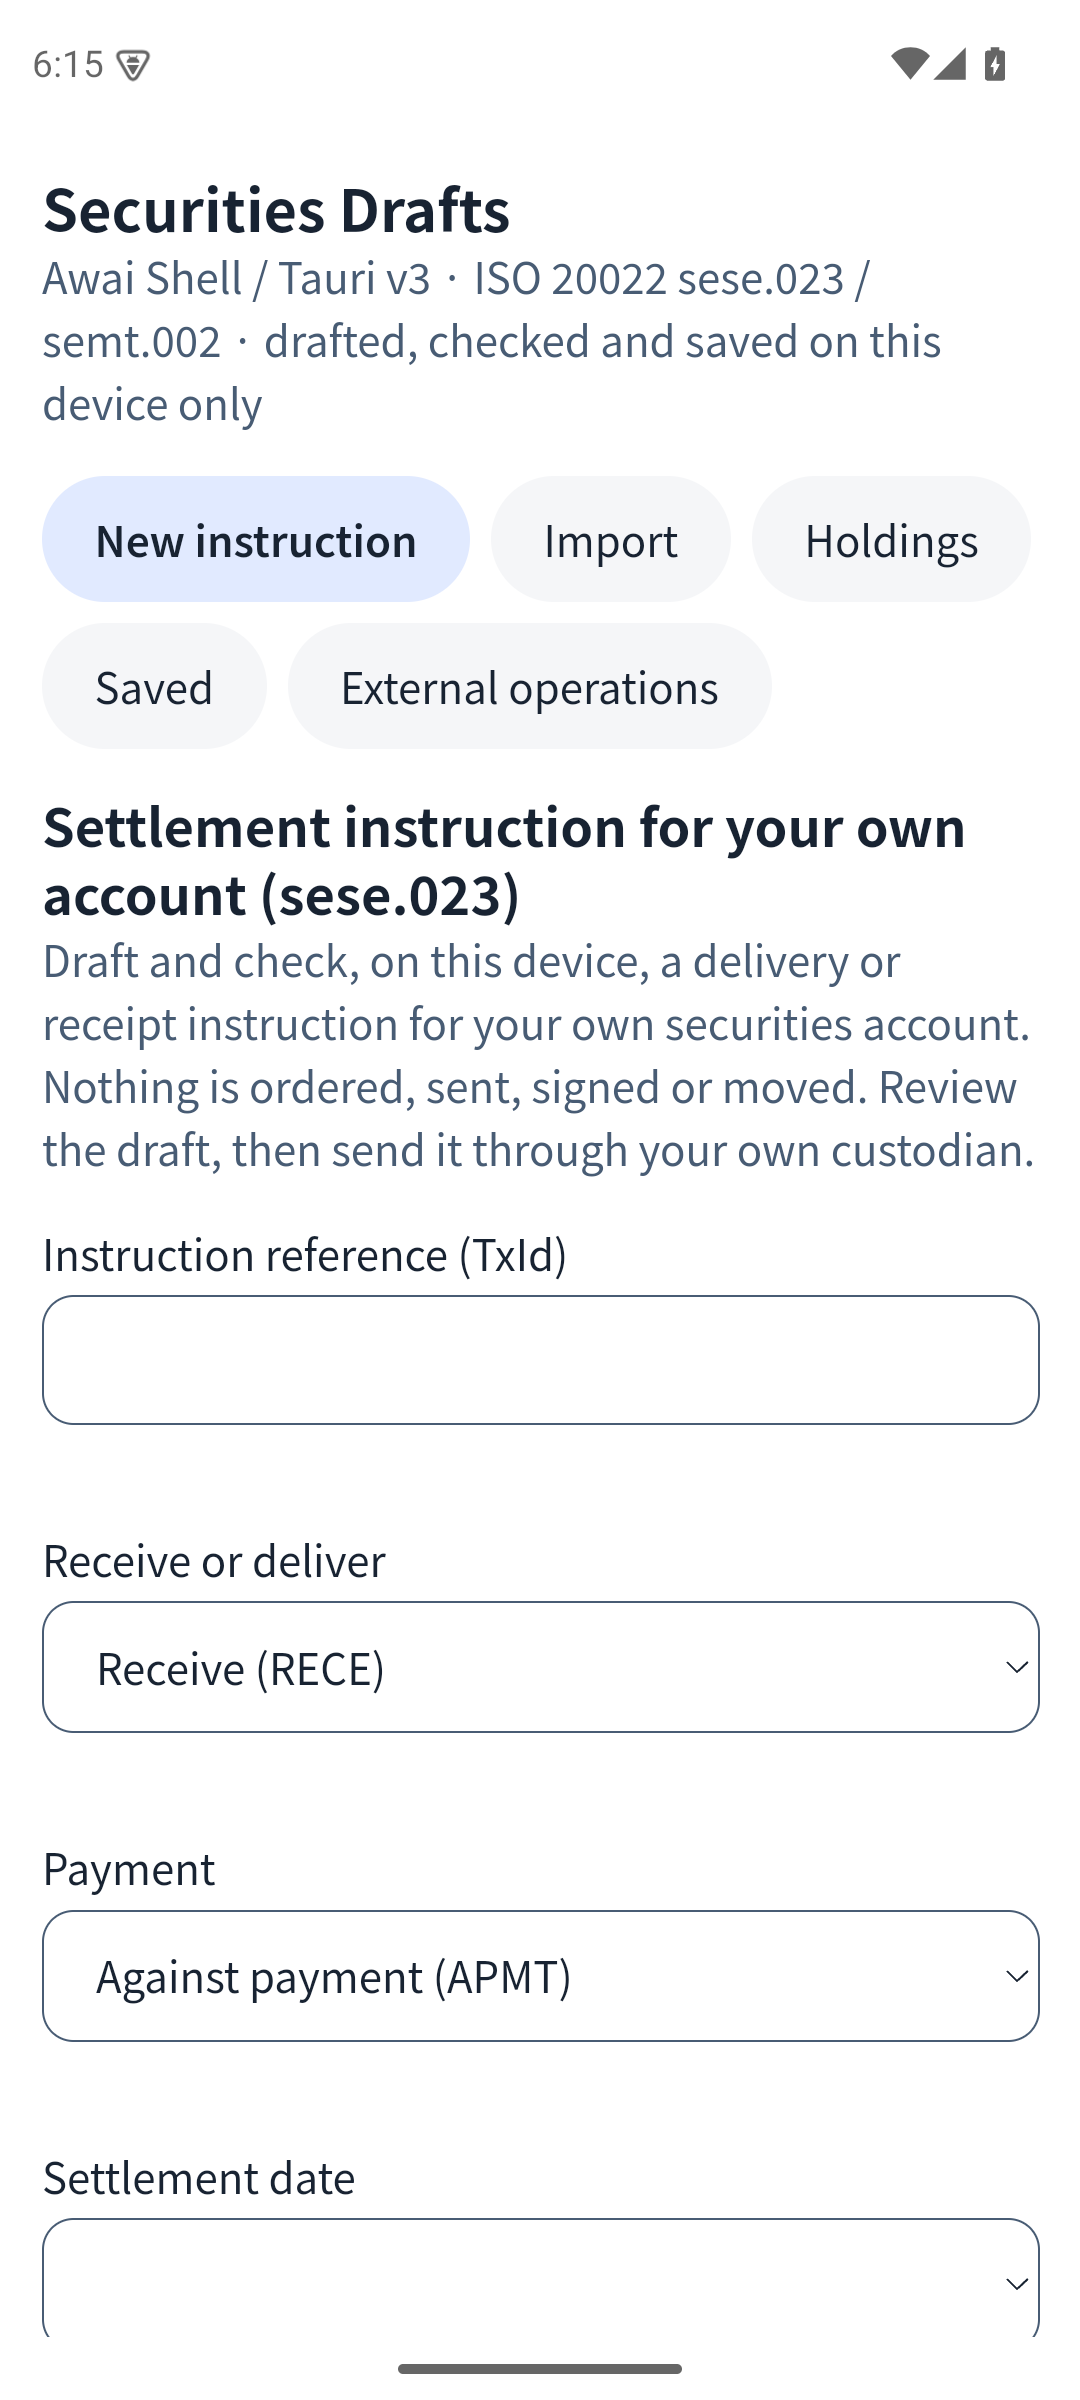 6:15
Securities Drafts
Awai Shell / Tauri v3 · ISO 20022 sese.023 /
semt.002 · drafted, checked and saved on this
device only
New instruction
Import
Holdings
Saved
External operations
Settlement instruction for your own
account (sese.023)
Draft and check, on this device, a delivery or
receipt instruction for your own securities account.
Nothing is ordered, sent, signed or moved. Review
the draft, then send it through your own custodian.
Instruction reference (TxId)
Receive or deliver
Receive (RECE)
Payment
Against payment (APMT)
Settlement date